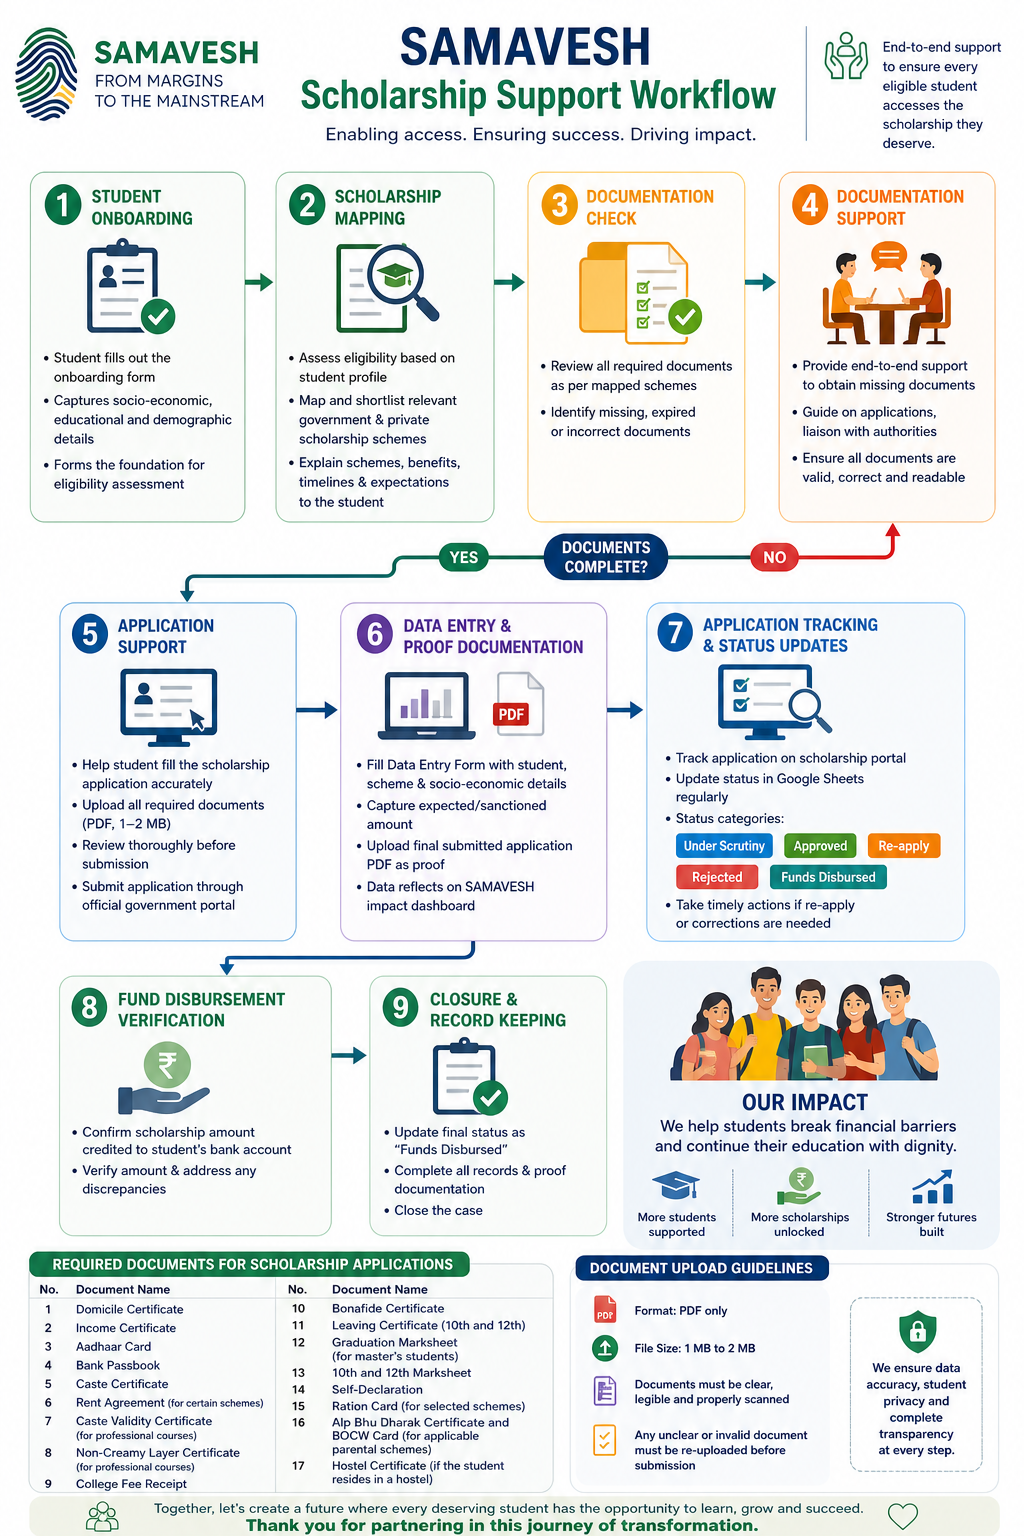 SAMAVESH
FROM MARGINS
TO THE MAINSTREAM
SAMAVESH
Scholarship Support Workflow
Enabling access. Ensuring success. Driving impact.
End-to-end support
to ensure every
eligible student
accesses the
scholarship they
deserve.
1 STUDENT
ONBOARDING
• Student fills out the
onboarding form
• Captures socio-economic,
educational and demographic
details
• Forms the foundation for
eligibility assessment
2 SCHOLARSHIP
MAPPING
• Assess eligibility based on
student profile
• Map and shortlist relevant
government & private
scholarship schemes
• Explain schemes, benefits,
timelines & expectations
to the student
3 DOCUMENTATION
CHECK
• Review all required documents
as per mapped schemes
• Identify missing, expired
or incorrect documents
4 DOCUMENTATION
SUPPORT
• Provide end-to-end support
to obtain missing documents
• Guide on applications,
liaison with authorities
• Ensure all documents are
valid, correct and readable
YES
DOCUMENTS
COMPLETE?
NO
5 APPLICATION
SUPPORT
• Help student fill the scholarship
application accurately
• Upload all required documents
(PDF, 1–2 MB)
• Review thoroughly before
submission
• Submit application through
official government portal
6 DATA ENTRY &
PROOF DOCUMENTATION
PDF
• Fill Data Entry Form with student,
scheme & socio-economic details
• Capture expected/sanctioned
amount
• Upload final submitted application
PDF as proof
• Data reflects on SAMAVESH
impact dashboard
7 APPLICATION TRACKING
& STATUS UPDATES
• Track application on scholarship portal
• Update status in Google Sheets
regularly
• Status categories:
Under Scrutiny Approved Re-apply
Rejected Funds Disbursed
• Take timely actions if re-apply
or corrections are needed
8 FUND DISBURSEMENT
VERIFICATION
₹
• Confirm scholarship amount
credited to student's bank account
• Verify amount & address any
discrepancies
9 CLOSURE &
RECORD KEEPING
• Update final status as
“Funds Disbursed”
• Complete all records & proof
documentation
• Close the case
OUR IMPACT
We help students break financial barriers
and continue their education with dignity.
₹
More students
supported
More scholarships
unlocked
Stronger futures
built
REQUIRED DOCUMENTS FOR SCHOLARSHIP APPLICATIONS
No. Document Name
1 Domicile Certificate
2 Income Certificate
3 Aadhaar Card
4 Bank Passbook
5 Caste Certificate
6 Rent Agreement (for certain schemes)
7 Caste Validity Certificate
(for professional courses)
8 Non-Creamy Layer Certificate
(for professional courses)
9 College Fee Receipt
No. Document Name
10 Bonafide Certificate
11 Leaving Certificate (10th and 12th)
12 Graduation Marksheet
(for master's students)
13 10th and 12th Marksheet
14 Self-Declaration
15 Ration Card (for selected schemes)
16 Alp Bhu Dharak Certificate and
BOCW Card (for applicable
parental schemes)
17 Hostel Certificate (if the student
resides in a hostel)
DOCUMENT UPLOAD GUIDELINES
PDF
Format: PDF only
File Size: 1 MB to 2 MB
Documents must be clear,
legible and properly scanned
Any unclear or invalid document
must be re-uploaded before
submission
We ensure data
accuracy, student
privacy and
complete
transparency
at every step.
Together, let's create a future where every deserving student has the opportunity to learn, grow and succeed.
Thank you for partnering in this journey of transformation.